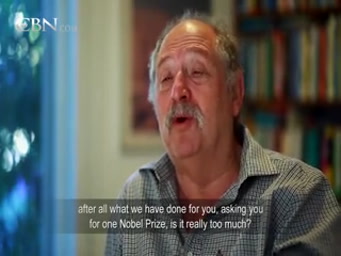 CBN.COM
after all what we have done for you, asking you
for one Nobel Prize, is it really too much?